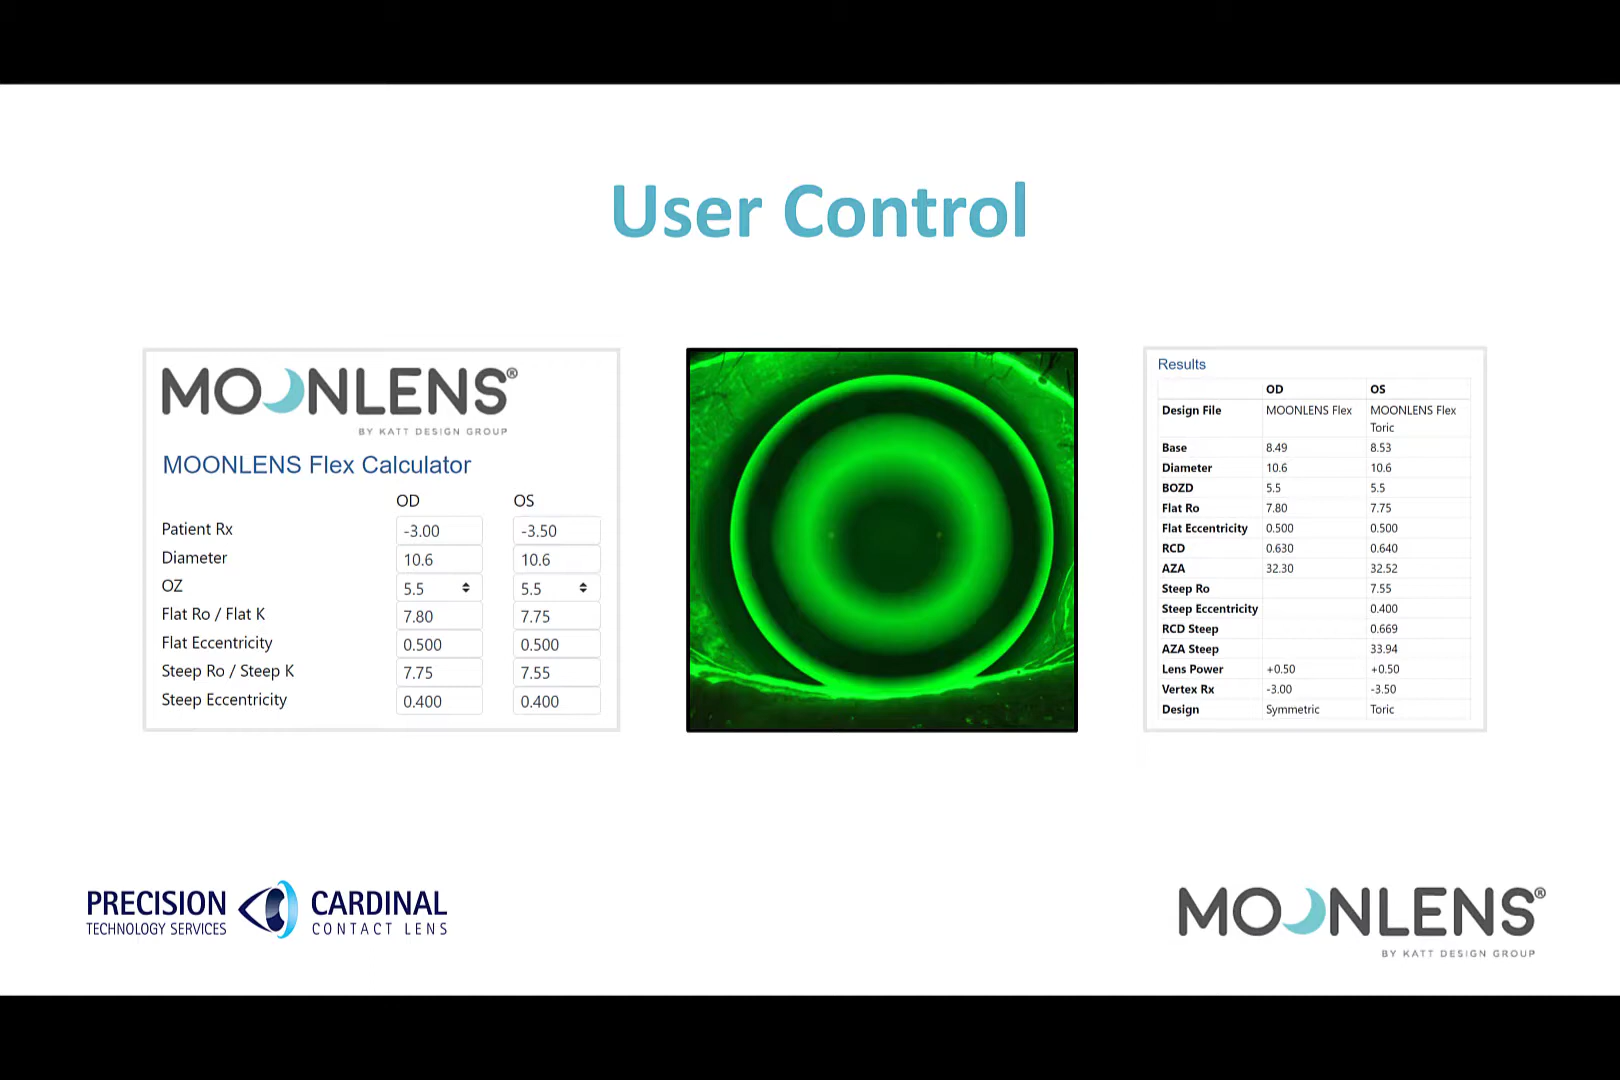 User Control
MOONLENS®
BY KATT DESIGN GROUP
MOONLENS Flex Calculator
OD OS
Patient Rx -3.00 -3.50
Diameter 10.6 10.6
OZ 5.5 5.5
Flat Ro / Flat K 7.80 7.75
Flat Eccentricity 0.500 0.500
Steep Ro / Steep K 7.75 7.55
Steep Eccentricity 0.400 0.400
Results
OD OS
Design File MOONLENS Flex MOONLENS Flex
Toric
Base 8.49 8.53
Diameter 10.6 10.6
BOZD 5.5 5.5
Flat Ro 7.80 7.75
Flat Eccentricity 0.500 0.500
RCD 0.630 0.640
AZA 32.30 32.52
Steep Ro 7.55
Steep Eccentricity 0.400
RCD Steep 0.669
AZA Steep 33.94
Lens Power +0.50 +0.50
Vertex Rx -3.00 -3.50
Design Symmetric Toric
PRECISION CARDINAL
TECHNOLOGY SERVICES CONTACT LENS
MOONLENS®
BY KATT DESIGN GROUP